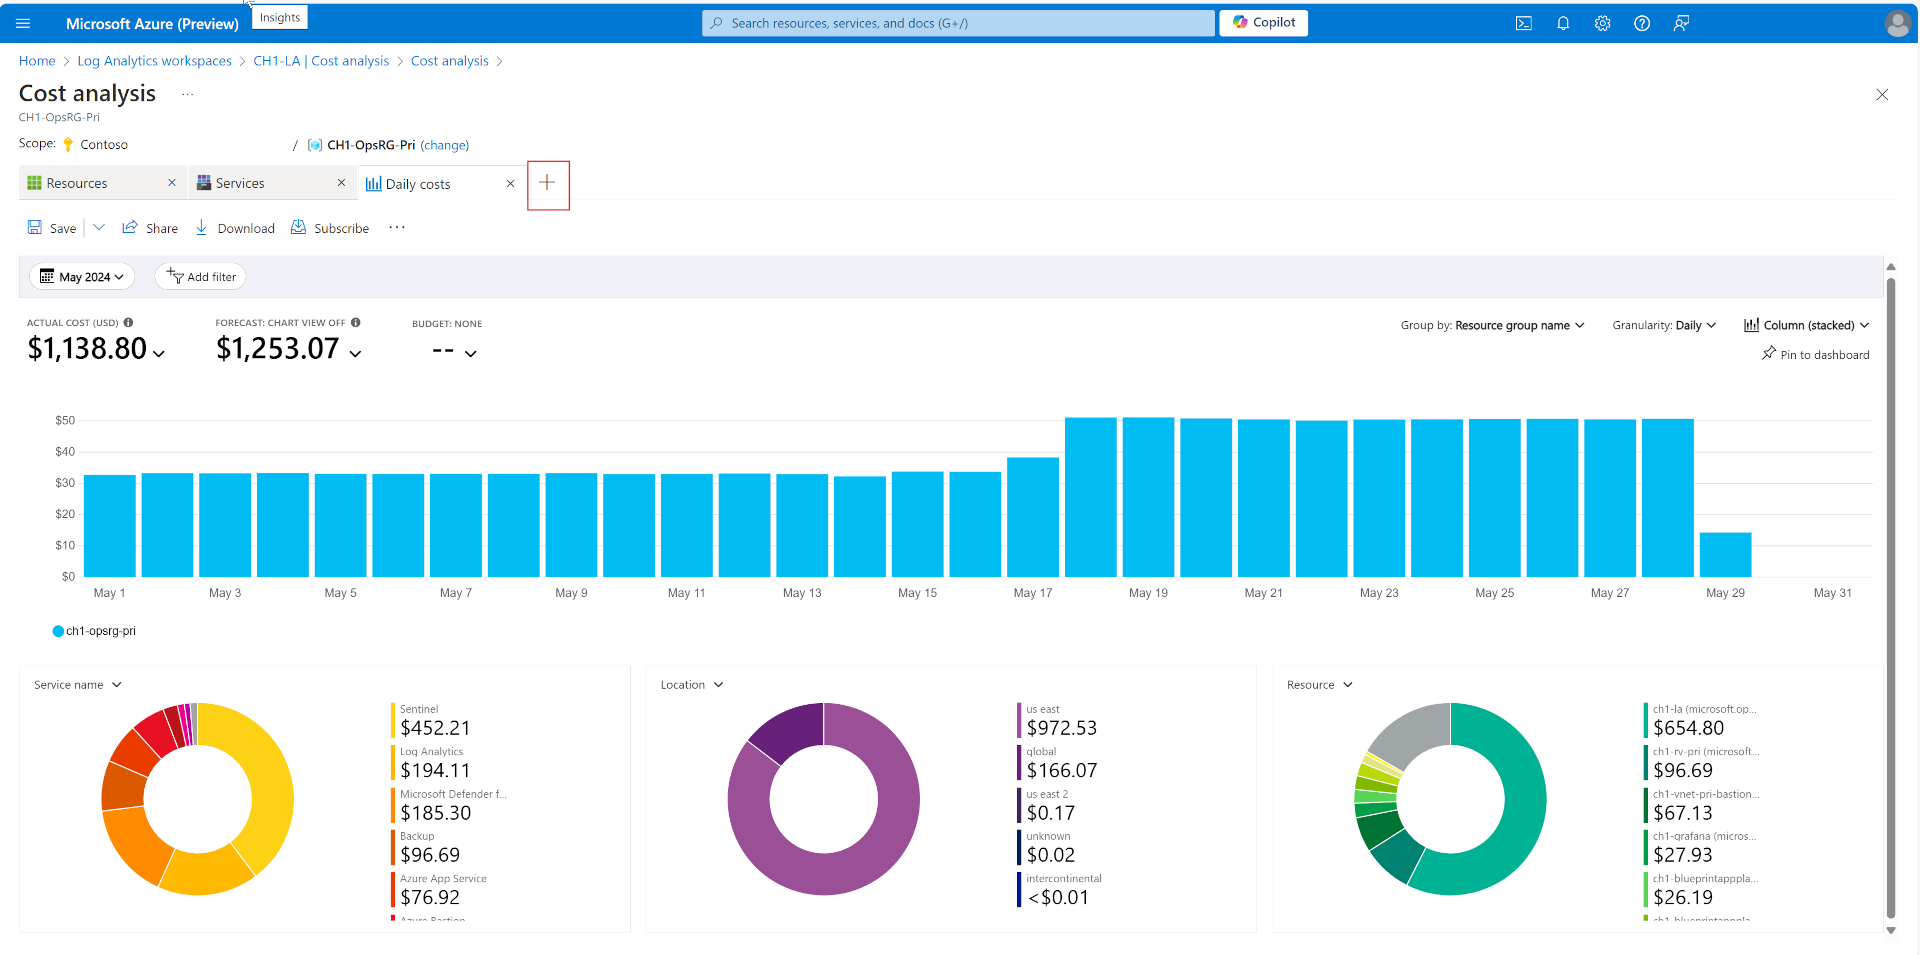 Microsoft Azure (Preview)
Insights
Search resources, services, and docs (G+/)
Copilot
Home > Log Analytics workspaces > CH1-LA | Cost analysis > Cost analysis >
Cost analysis ...
CH1-OpsRG-Pri
Scope: Contoso / CH1-OpsRG-Pri (change)
Resources Services Daily costs
Save Share Download Subscribe ...
May 2024 Add filter
ACTUAL COST (USD) FORECAST: CHART VIEW OFF BUDGET: NONE
$1,138.80 $1,253.07 --
Group by: Resource group name Granularity: Daily Column (stacked)
Pin to dashboard
$50
$40
$30
$20
$10
$0
May 1 May 3 May 5 May 7 May 9 May 11 May 13 May 15 May 17 May 19 May 21 May 23 May 25 May 27 May 29 May 31
ch1-opsrg-pri
Service name
Sentinel
$452.21
Log Analytics
$194.11
Microsoft Defender f...
$185.30
Backup
$96.69
Azure App Service
$76.92
Azure Bastion
Location
us east
$972.53
global
$166.07
us east 2
$0.17
unknown
$0.02
intercontinental
<$0.01
Resource
ch1-la (microsoft.op...
$654.80
ch1-rv-pri (microsoft...
$96.69
ch1-vnet-pri-bastion...
$67.13
ch1-grafana (micros...
$27.93
ch1-blueprintapppla...
$26.19
ch1-blueprintapppla...